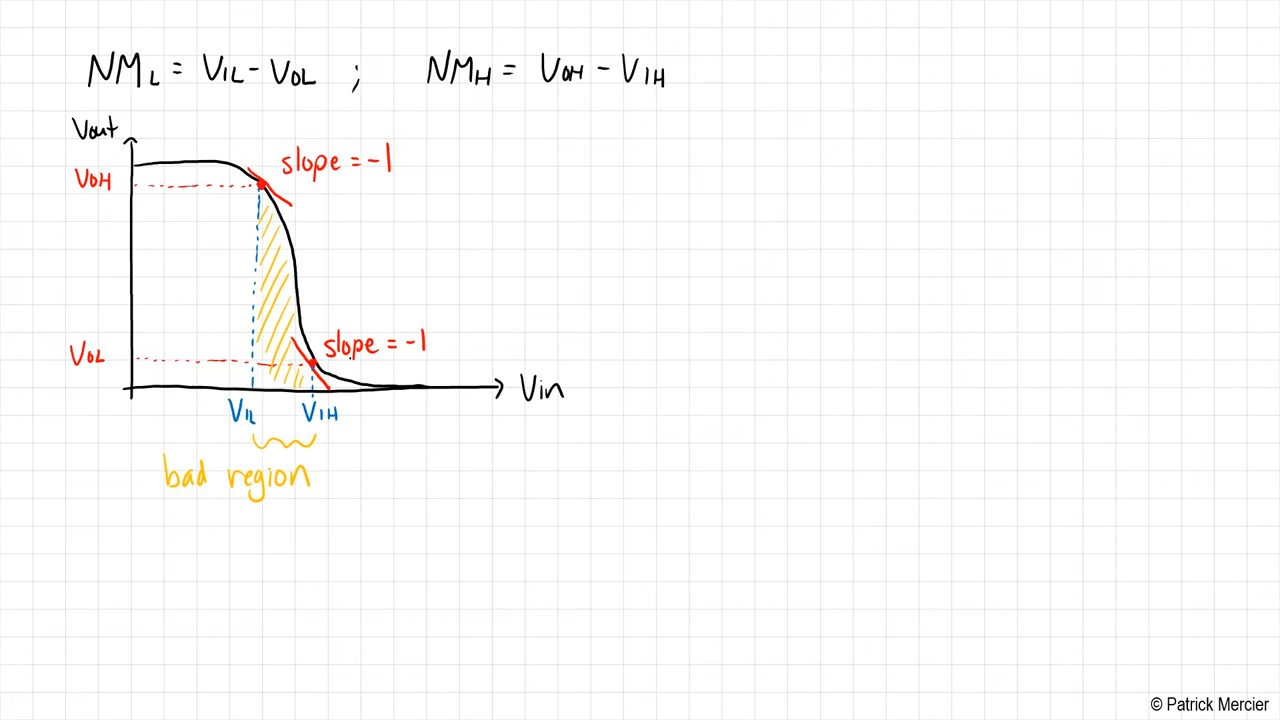 NML = VIL - VOL ; NMH = VOH - VIH
Vout
slope = -1
VOH
slope = -1
VOL
Vin
VIL VIH
bad region
© Patrick Mercier